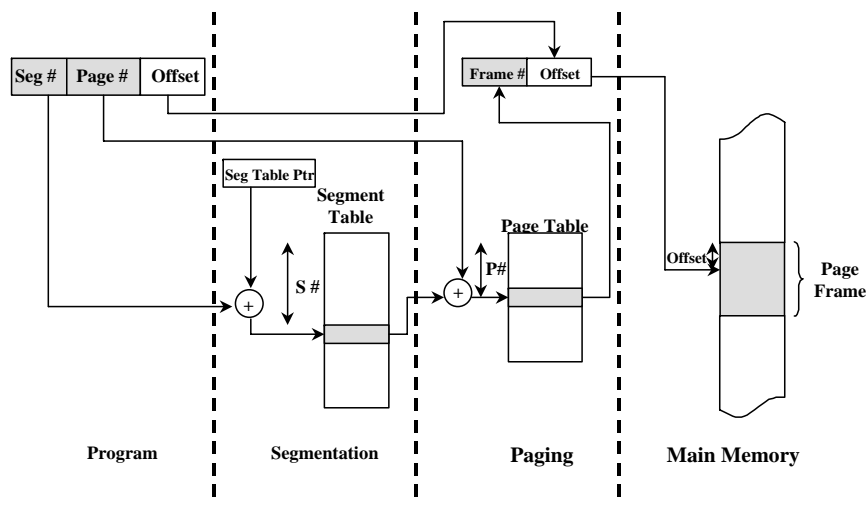 Seg # Page # Offset
Frame # Offset
Seg Table Ptr
Segment
Table
Page Table
S #
P#
+
+
Offset
Page
Frame
Program
Segmentation
Paging
Main Memory